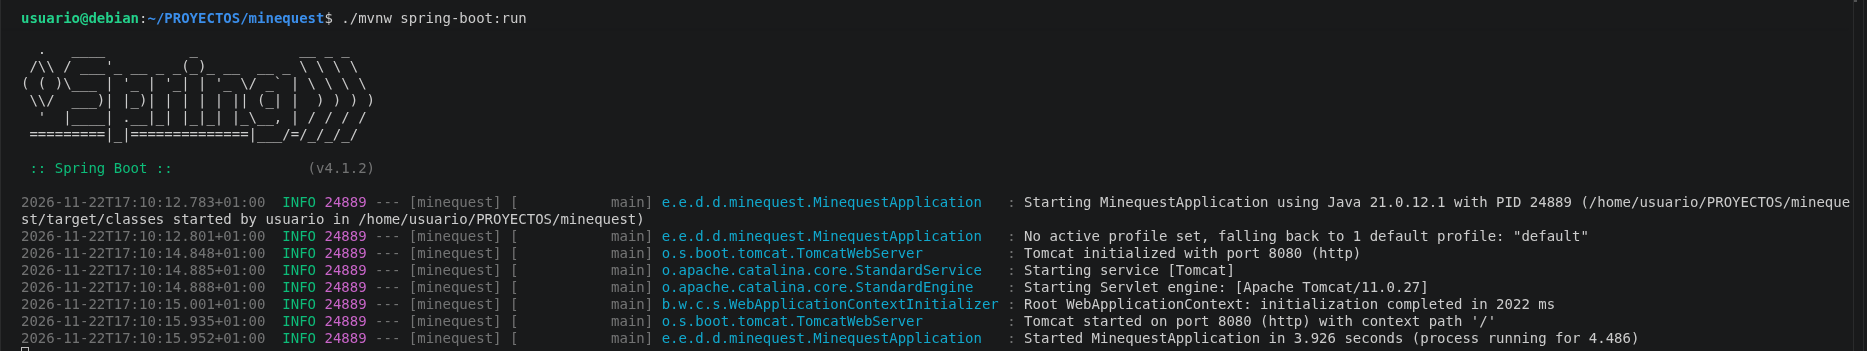 usuario@debian:~/PROYECTOS/minequest$ ./mvnw spring-boot:run

  .   ____          _            __ _ _
 /\\ / ___'_ __ _ _(_)_ __  __ _ \ \ \ \
( ( )\___ | '_ | '_| | '_ \/ _` | \ \ \ \
 \\/  ___)| |_)| | | | | || (_| |  ) ) ) )
  '  |____| .__|_| |_|_| |_\__, | / / / /
 =========|_|==============|___/=/_/_/_/

 :: Spring Boot ::                (v4.1.2)

2026-11-22T17:10:12.783+01:00  INFO 24889 --- [minequest] [           main] e.e.d.d.minequest.MinequestApplication   : Starting MinequestApplication using Java 21.0.12.1 with PID 24889 (/home/usuario/PROYECTOS/mineque
st/target/classes started by usuario in /home/usuario/PROYECTOS/minequest)
2026-11-22T17:10:12.801+01:00  INFO 24889 --- [minequest] [           main] e.e.d.d.minequest.MinequestApplication   : No active profile set, falling back to 1 default profile: "default"
2026-11-22T17:10:14.848+01:00  INFO 24889 --- [minequest] [           main] o.s.boot.tomcat.TomcatWebServer          : Tomcat initialized with port 8080 (http)
2026-11-22T17:10:14.885+01:00  INFO 24889 --- [minequest] [           main] o.apache.catalina.core.StandardService   : Starting service [Tomcat]
2026-11-22T17:10:14.888+01:00  INFO 24889 --- [minequest] [           main] o.apache.catalina.core.StandardEngine    : Starting Servlet engine: [Apache Tomcat/11.0.27]
2026-11-22T17:10:15.001+01:00  INFO 24889 --- [minequest] [           main] b.w.c.s.WebApplicationContextInitializer : Root WebApplicationContext: initialization completed in 2022 ms
2026-11-22T17:10:15.935+01:00  INFO 24889 --- [minequest] [           main] o.s.boot.tomcat.TomcatWebServer          : Tomcat started on port 8080 (http) with context path '/'
2026-11-22T17:10:15.952+01:00  INFO 24889 --- [minequest] [           main] e.e.d.d.minequest.MinequestApplication   : Started MinequestApplication in 3.926 seconds (process running for 4.486)